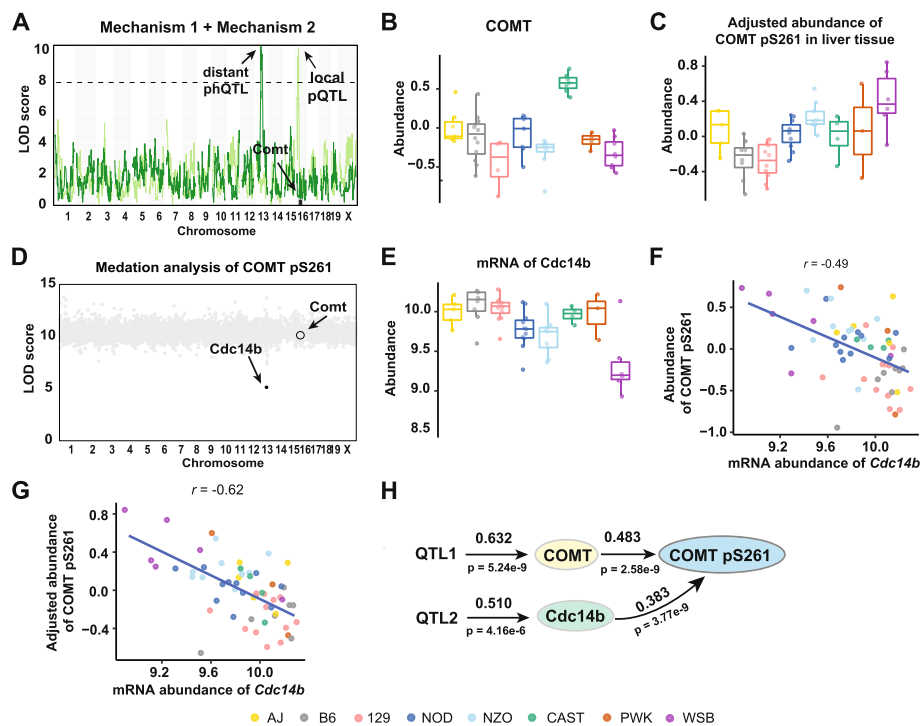 A
Mechanism 1 + Mechanism 2
LOD score
10
8
6
4
2
0
distant
phQTL
local
pQTL
Comt
1 2 3 4 5 6 7 8 9 10 11 12 13 14 15 16 17 18 19 X
Chromosome
B
COMT
Abundance
0.5
0.0
−0.5
C
Adjusted abundance of
COMT pS261 in liver tissue
Abundance
0.8
0.4
0.0
−0.4
D
Medation analysis of COMT pS261
LOD score
15
10
5
0
Comt
Cdc14b
1 2 3 4 5 6 7 8 9 10 11 12 13 14 15 16 17 18 19 X
Chromosome
E
mRNA of Cdc14b
Abundance
10.0
9.5
9.0
8.5
F
r = -0.49
Abundance
of COMT pS261
0.5
0.0
−0.5
−1.0
9.2 9.6 10.0
mRNA abundance of Cdc14b
G
r = -0.62
Adjusted abundance
of COMT pS261
0.8
0.4
0.0
−0.4
9.2 9.6 10.0
mRNA abundance of Cdc14b
H
QTL1
0.632
p = 5.24e-9
COMT
0.483
p = 2.58e-9
COMT pS261
QTL2
0.510
p = 4.16e-6
Cdc14b
0.383
p = 3.77e-9
AJ B6 129 NOD NZO CAST PWK WSB